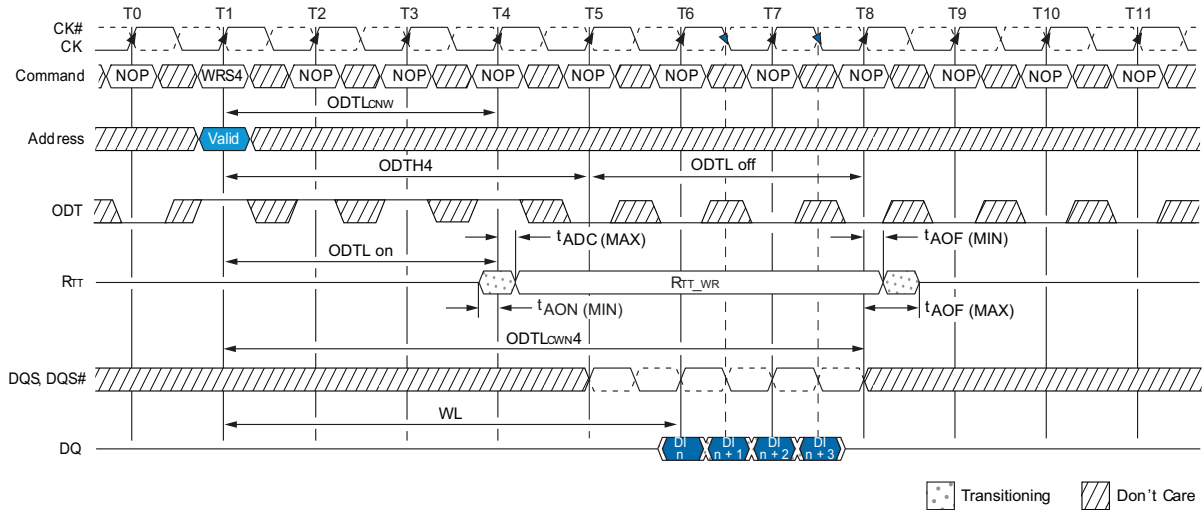 T0 T1 T2 T3 T4 T5 T6 T7 T8 T9 T10 T11
CK#
CK
Command NOP WRS4 NOP NOP NOP NOP NOP NOP NOP NOP NOP NOP
ODTLCNW
Address Valid
ODTH4 ODTL off
ODT
tADC (MAX) tAOF (MIN)
ODTL on
RTT RTT_WR
tAON (MIN) tAOF (MAX)
ODTLCWN4
DQS, DQS#
WL
DQ DI n DI n + 1 DI n + 2 DI n + 3
Transitioning Don't Care